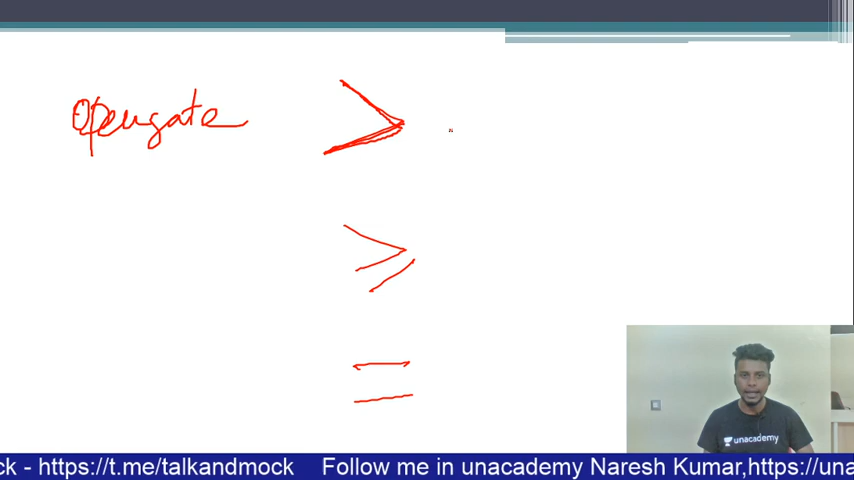 Opengate >
≥
=
unacademy
ck - https://t.me/talkandmock Follow me in unacademy Naresh Kumar,https://una